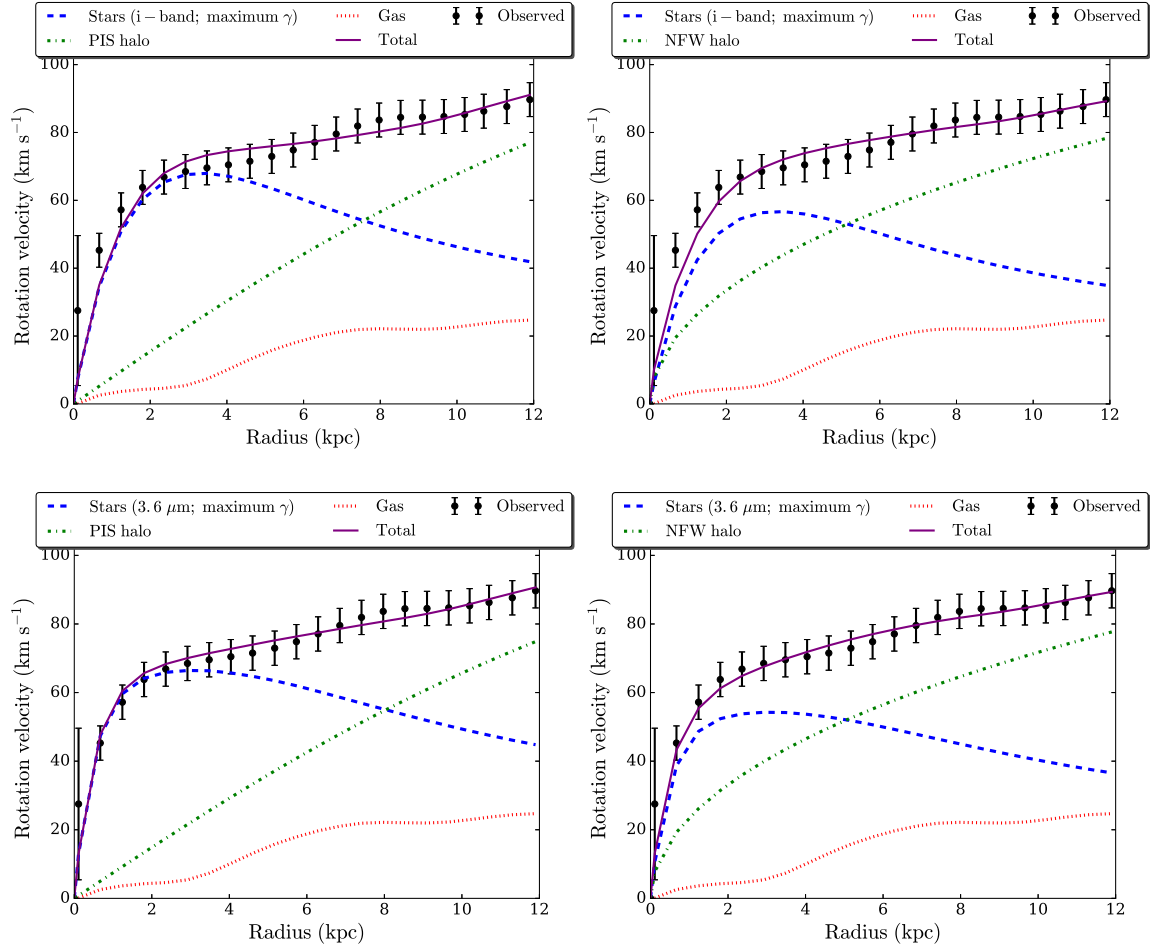 Stars (i−band; maximum γ) Gas Observed
PIS halo Total
100
80
60
40
20
0
Rotation velocity (km s⁻¹)
0 2 4 6 8 10 12
Radius (kpc)
Stars (i−band; maximum γ) Gas Observed
NFW halo Total
100
80
60
40
20
0
Rotation velocity (km s⁻¹)
0 2 4 6 8 10 12
Radius (kpc)
Stars (3.6 μm; maximum γ) Gas Observed
PIS halo Total
100
80
60
40
20
0
Rotation velocity (km s⁻¹)
0 2 4 6 8 10 12
Radius (kpc)
Stars (3.6 μm; maximum γ) Gas Observed
NFW halo Total
100
80
60
40
20
0
Rotation velocity (km s⁻¹)
0 2 4 6 8 10 12
Radius (kpc)